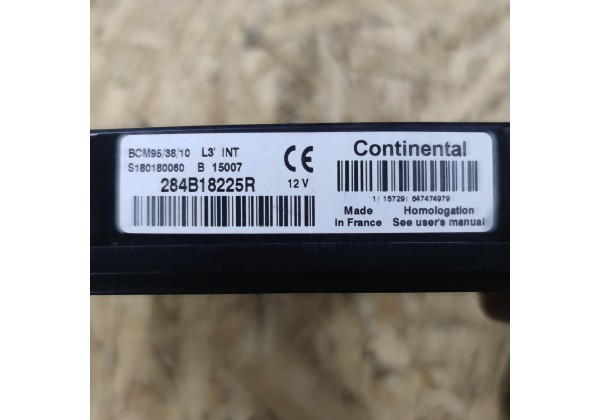 BCM95/38/10 L3' INT
S180180060 B 15007
284B18225R
12 V
CE
Continental
1| 15729| 647474979
Made in France
Homologation
See user's manual